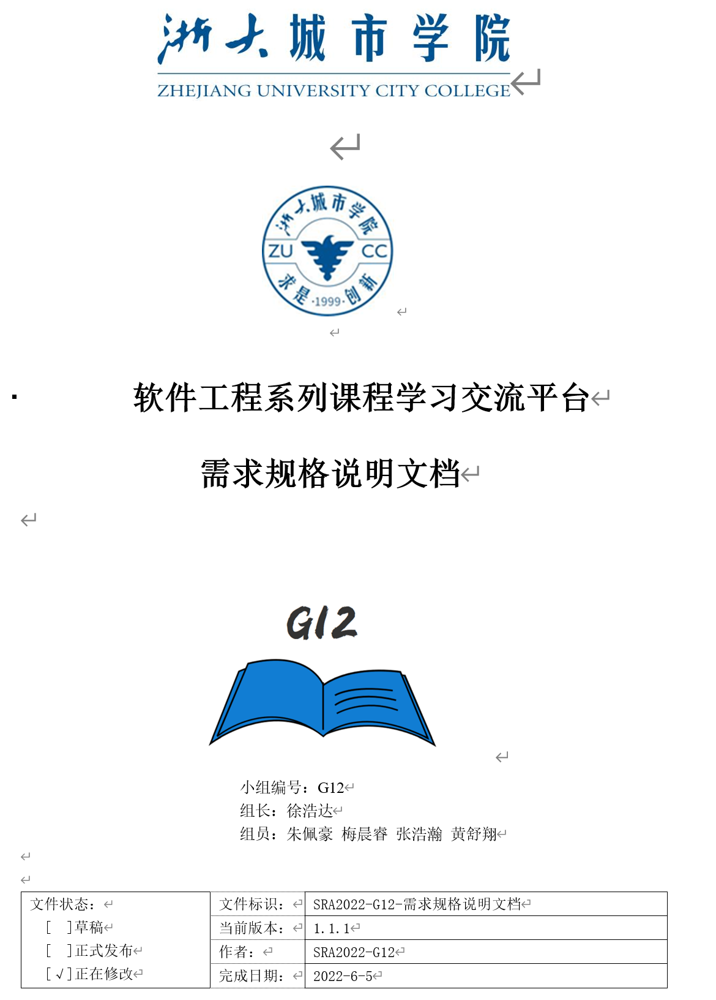 浙大城市学院
ZHEJIANG UNIVERSITY CITY COLLEGE
浙大城市学院
ZU CC
求是·1999·创新
软件工程系列课程学习交流平台
需求规格说明文档
G12
小组编号：G12
组长：徐浩达
组员：朱佩豪 梅晨睿 张浩瀚 黄舒翔
文件状态：
[ ]草稿
[ ]正式发布
[√]正在修改
文件标识： SRA2022-G12-需求规格说明文档
当前版本： 1.1.1
作者： SRA2022-G12
完成日期： 2022-6-5